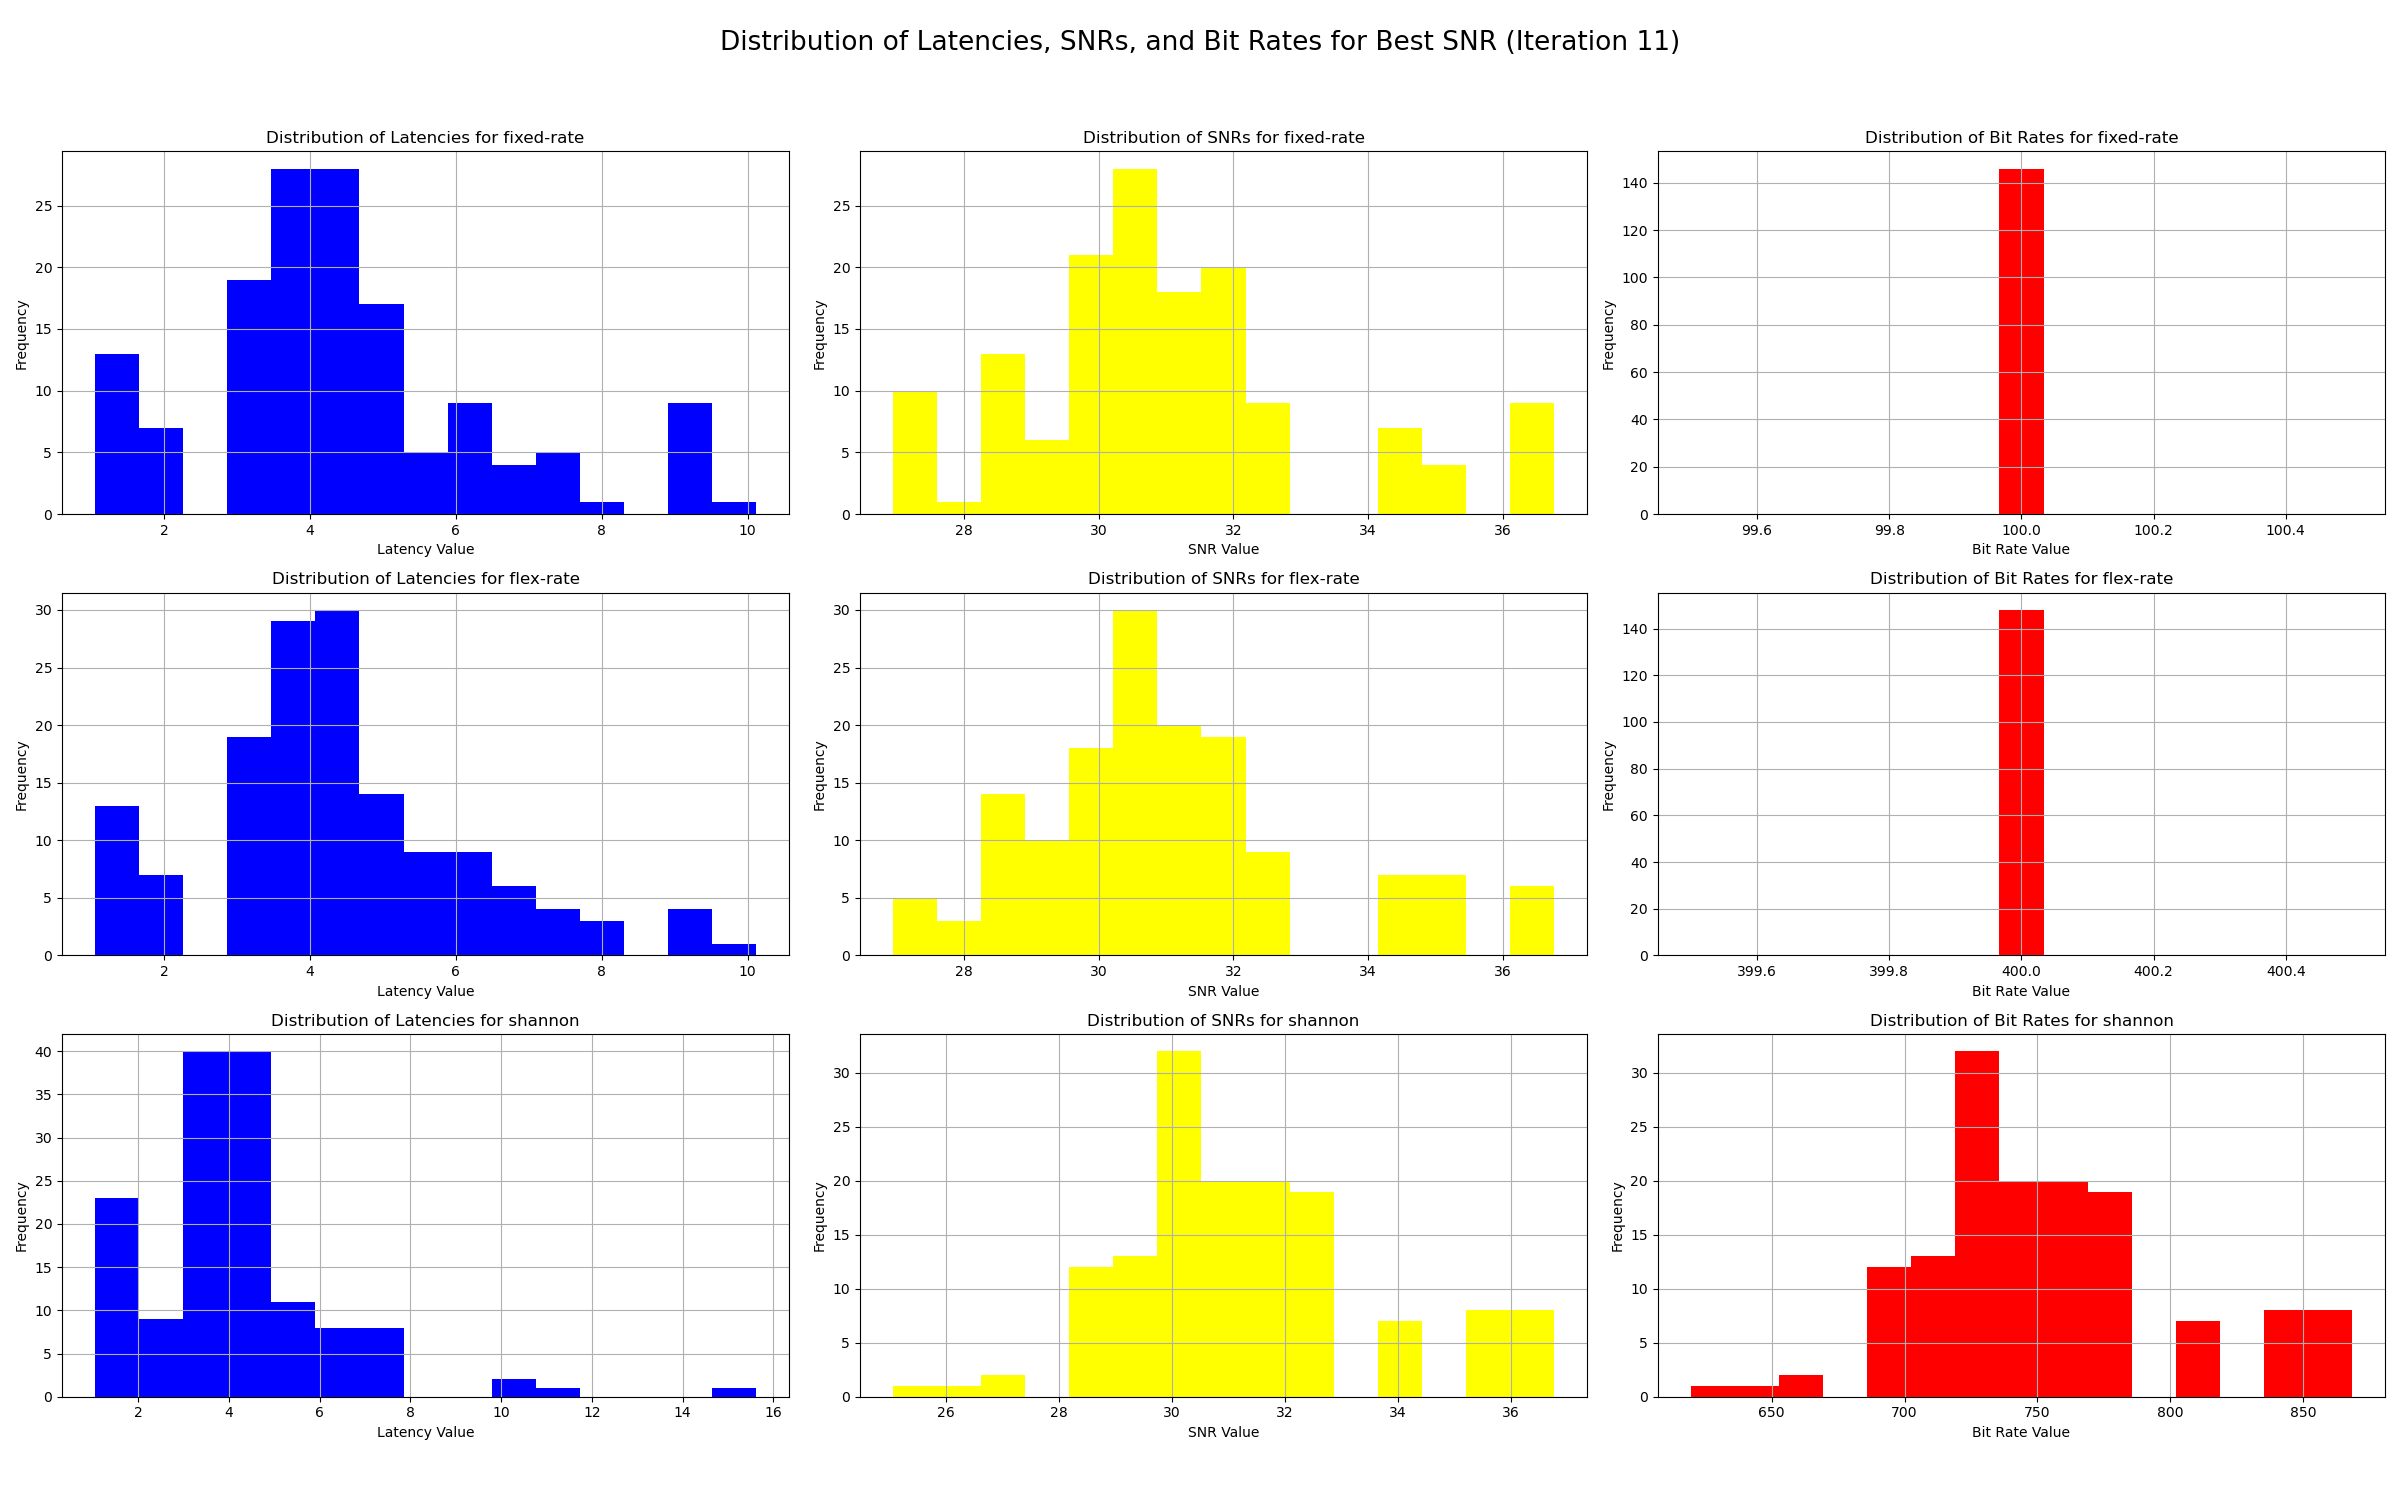 Distribution of Latencies, SNRs, and Bit Rates for Best SNR (Iteration 11)
Distribution of Latencies for fixed-rate
Frequency
0 5 10 15 20 25
2 4 6 8 10
Latency Value
Distribution of SNRs for fixed-rate
Frequency
0 5 10 15 20 25
28 30 32 34 36
SNR Value
Distribution of Bit Rates for fixed-rate
Frequency
0 20 40 60 80 100 120 140
99.6 99.8 100.0 100.2 100.4
Bit Rate Value
Distribution of Latencies for flex-rate
Frequency
0 5 10 15 20 25 30
2 4 6 8 10
Latency Value
Distribution of SNRs for flex-rate
Frequency
0 5 10 15 20 25 30
28 30 32 34 36
SNR Value
Distribution of Bit Rates for flex-rate
Frequency
0 20 40 60 80 100 120 140
399.6 399.8 400.0 400.2 400.4
Bit Rate Value
Distribution of Latencies for shannon
Frequency
0 5 10 15 20 25 30 35 40
2 4 6 8 10 12 14 16
Latency Value
Distribution of SNRs for shannon
Frequency
0 5 10 15 20 25 30
26 28 30 32 34 36
SNR Value
Distribution of Bit Rates for shannon
Frequency
0 5 10 15 20 25 30
650 700 750 800 850
Bit Rate Value